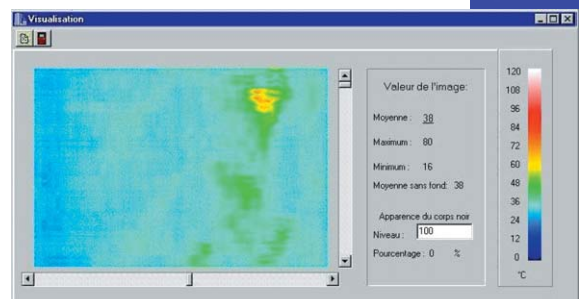 Visualisation
Valeur de l'image:
Moyenne : 38
Maximum : 80
Minimum : 16
Moyenne sans fond: 38
Apparence du corps noir
Niveau : 100
Pourcentage : 0 %
120
108
96
84
72
60
48
36
24
12
0
°C